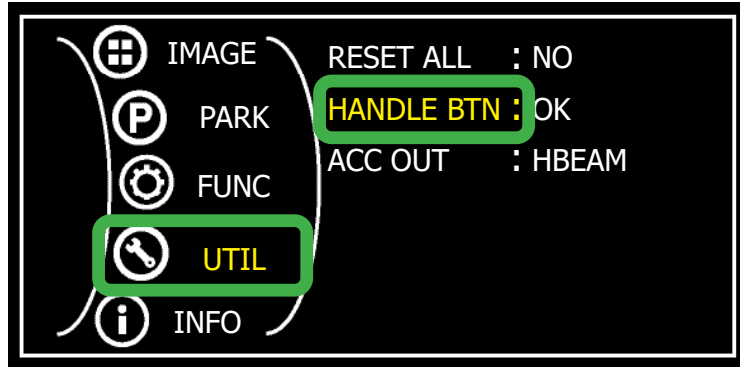 IMAGE
PARK
FUNC
UTIL
INFO
RESET ALL : NO
HANDLE BTN : OK
ACC OUT : HBEAM